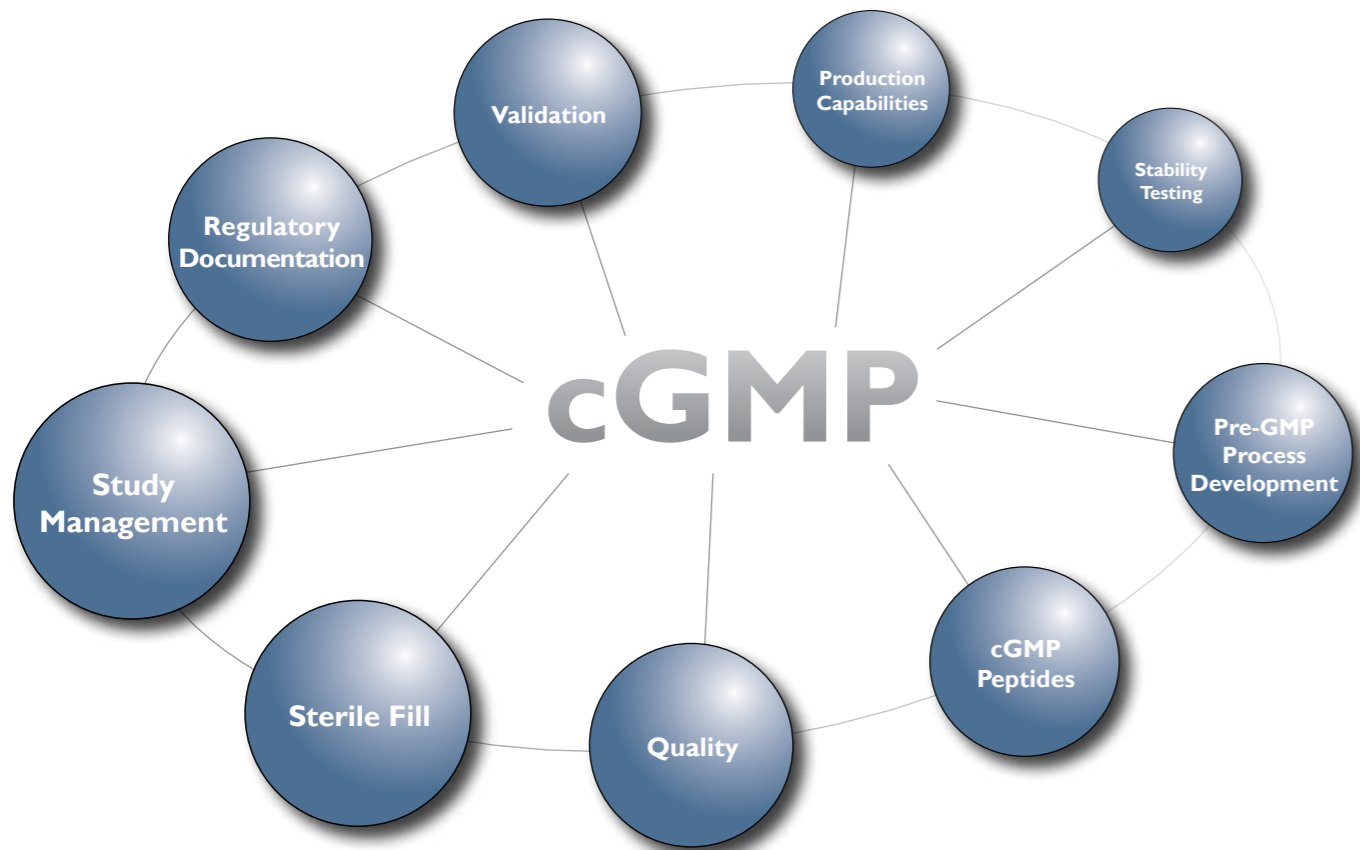 Validation
Production
Capabilities
Stability
Testing
Regulatory
Documentation
cGMP
Study
Management
Pre-GMP
Process
Development
Sterile Fill
Quality
cGMP
Peptides